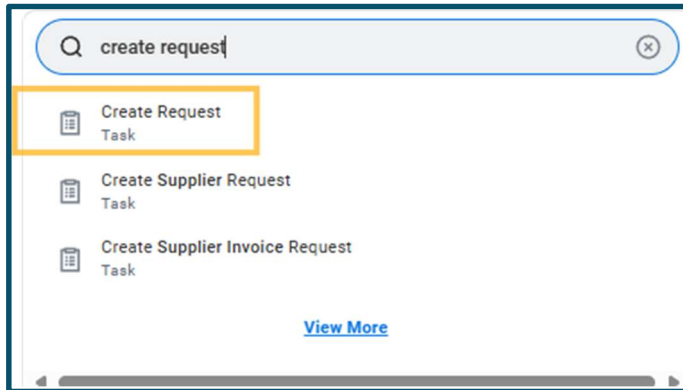 create request
Create Request
Task
Create Supplier Request
Task
Create Supplier Invoice Request
Task
View More